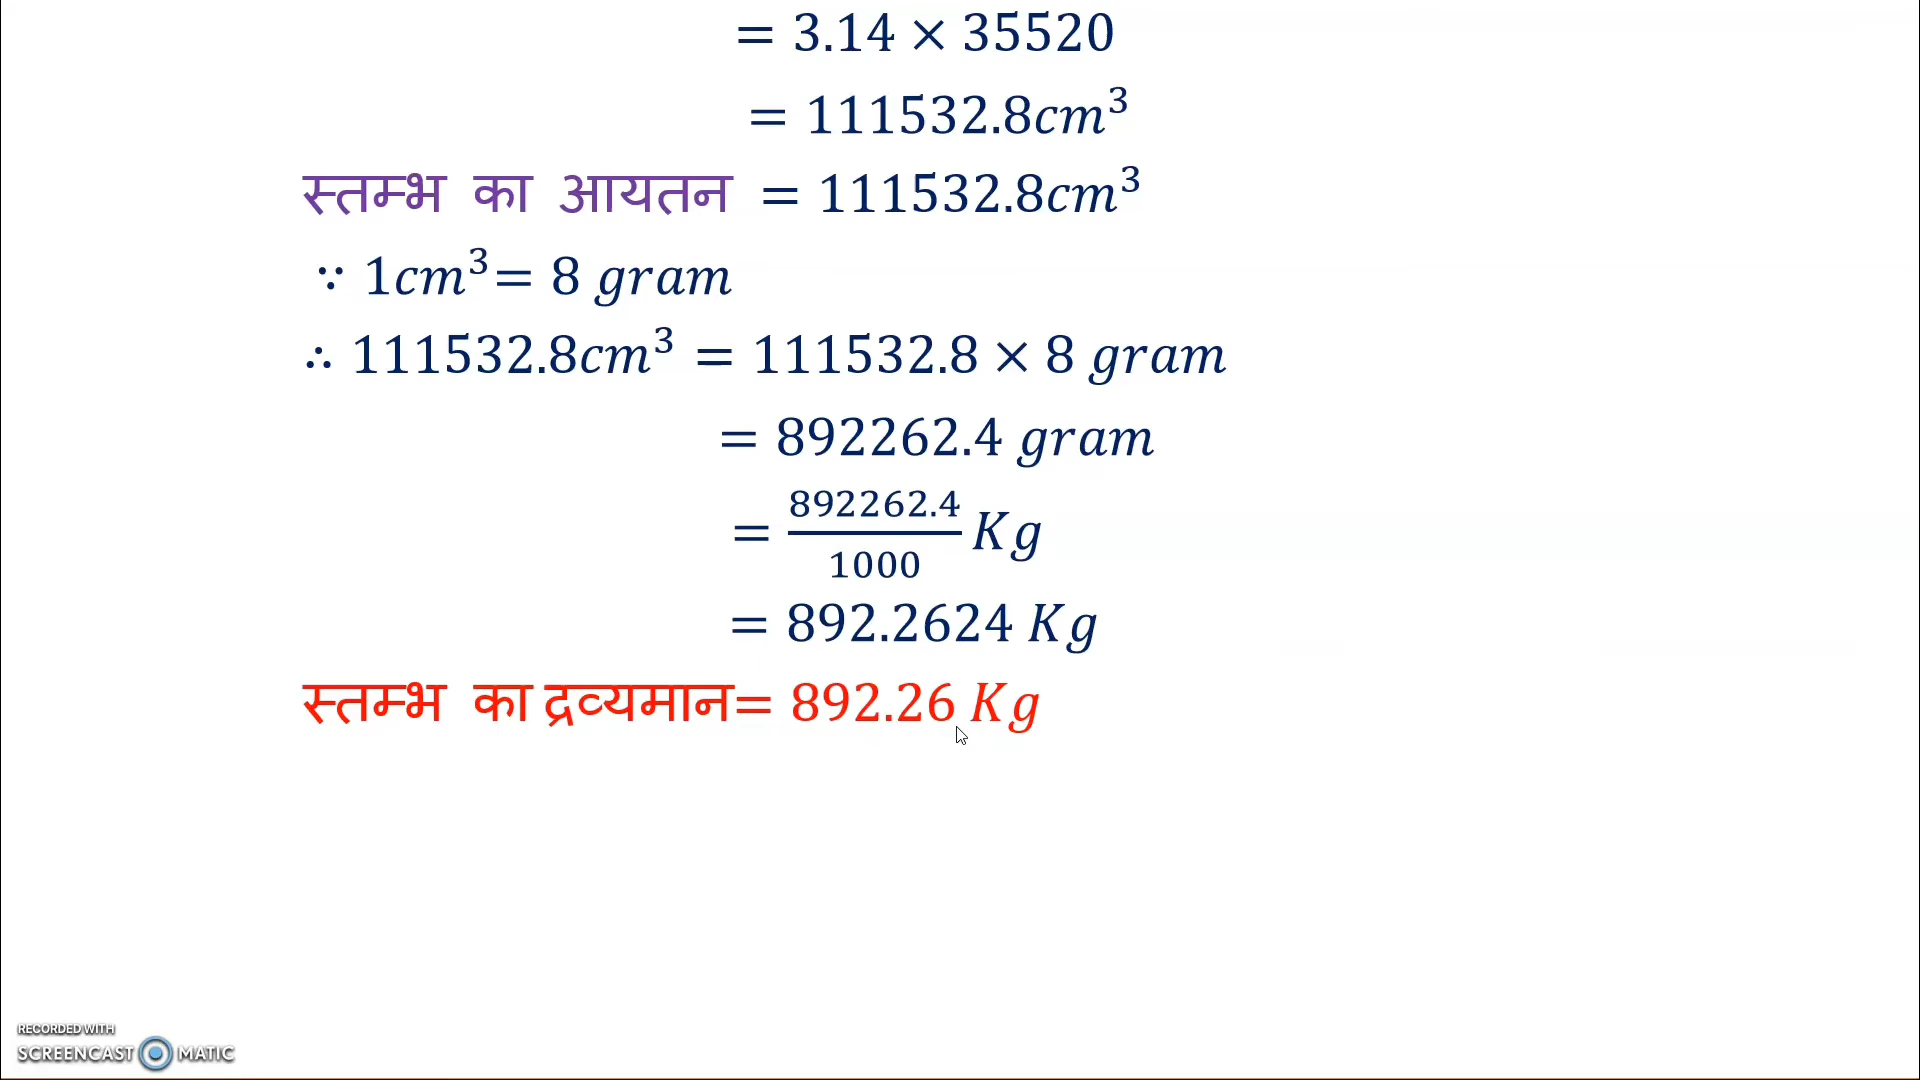 = 3.14 × 35520
= 111532.8cm³
स्तम्भ का आयतन = 111532.8cm³
∵ 1cm³= 8 gram
∴ 111532.8cm³ = 111532.8 × 8 gram
= 892262.4 gram
= 892262.4/1000 Kg
= 892.2624 Kg
स्तम्भ का द्रव्यमान= 892.26 Kg
RECORDED WITH
SCREENCAST MATIC